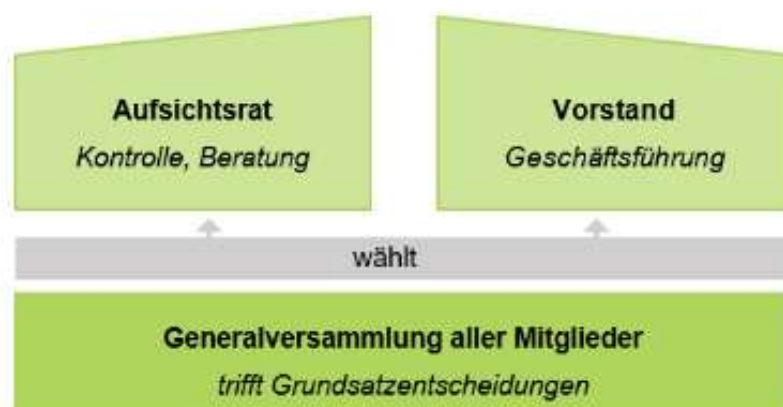 Aufsichtsrat
Kontrolle, Beratung
Vorstand
Geschäftsführung
wählt
Generalversammlung aller Mitglieder
trifft Grundsatzentscheidungen